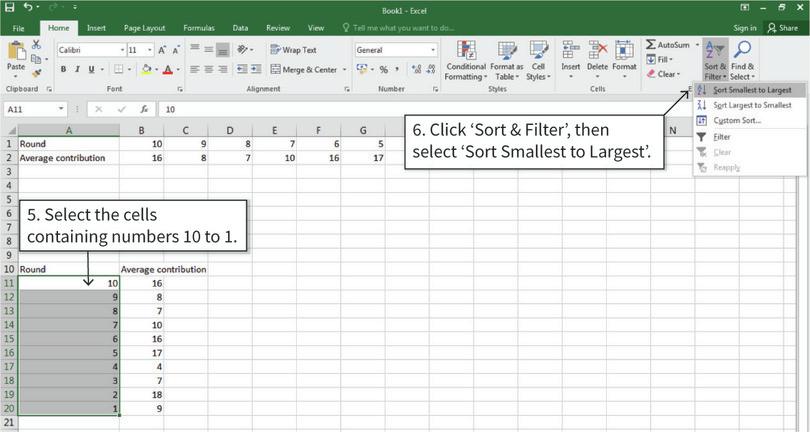 Book1 - Excel
File Home Insert Page Layout Formulas Data Review View Tell me what you want to do... Sign in Share
Paste
Calibri 11 A A
B I U A
Wrap Text
Merge & Center
General
% , .0 .00 .00 .0
Conditional Formatting
Format as Table
Cell Styles
Insert Delete Format
AutoSum
Fill
Clear
Sort & Filter
Find & Select
Clipboard Font Alignment Number Styles Cells
Sort Smallest to Largest
Sort Largest to Smallest
Custom Sort...
Filter
Clear
Reapply
A11 fx 10
A B C D E F G N
1 Round 10 9 8 7 6 5
2 Average contribution 16 8 7 10 16 17
3
4
5
6
7
8
9
6. Click ‘Sort & Filter’, then
select ‘Sort Smallest to Largest’.
5. Select the cells
containing numbers 10 to 1.
10 Round Average contribution
11 10 16
12 9 8
13 8 7
14 7 10
15 6 16
16 5 17
17 4 4
18 3 7
19 2 18
20 1 9
21